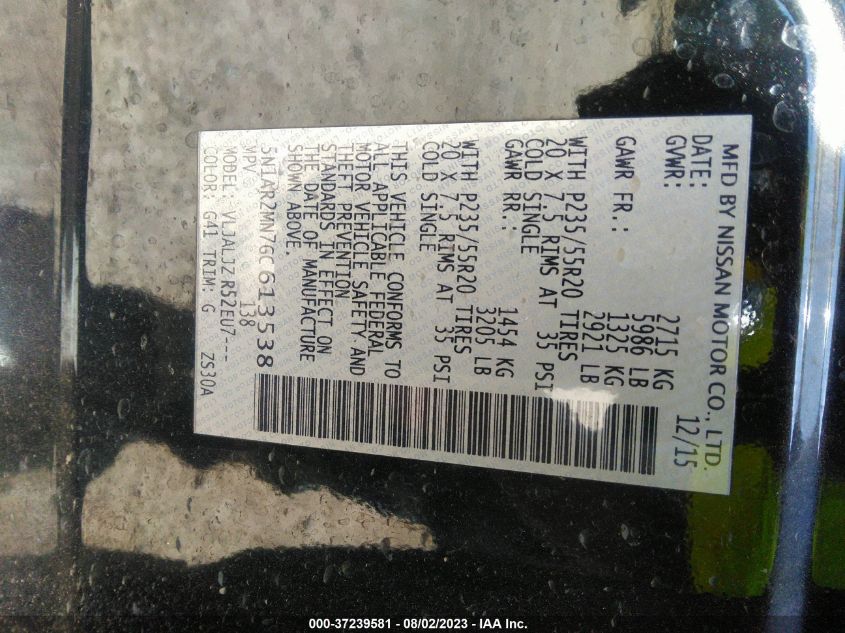 MFD BY NISSAN MOTOR CO., LTD.
DATE: 12/15
GVWR: 2715 KG
5986 LB
GAWR FR: 1325 KG
2921 LB
WITH P235/55R20 TIRES
20 X 7.5 RIMS AT 35 PSI
COLD SINGLE
GAWR RR: 1454 KG
3205 LB
WITH P235/55R20 TIRES
20 X 7.5 RIMS AT 35 PSI
COLD SINGLE
THIS VEHICLE CONFORMS TO
ALL APPLICABLE FEDERAL
MOTOR VEHICLE SAFETY AND
THEFT PREVENTION
STANDARDS IN EFFECT ON
THE DATE OF MANUFACTURE
SHOWN ABOVE.
5N1AR2MN7GC613538
MPV 138
MODEL: VLJALJZ R52EU7---
COLOR: G41 TRIM: G ZS30A
000-37239581 - 08/02/2023 - © IAA Inc.